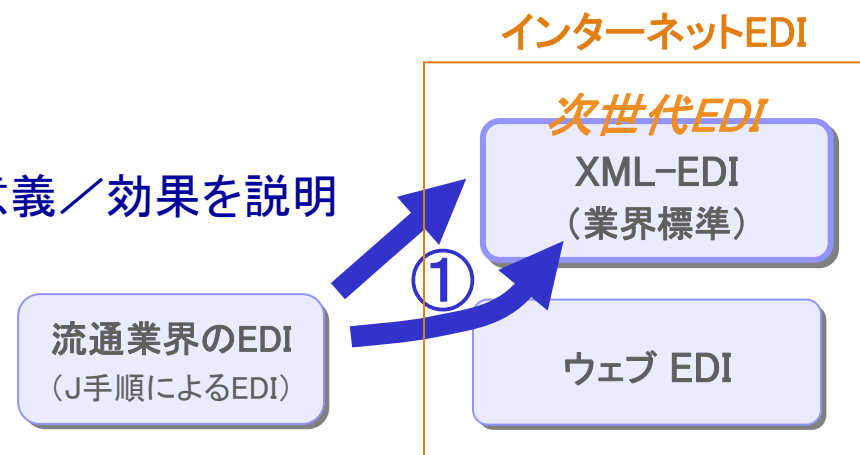 インターネットEDI
次世代EDI
XML-EDI
（業界標準）
義／効果を説明
①
流通業界のEDI
（J手順によるEDI）
ウェブ EDI